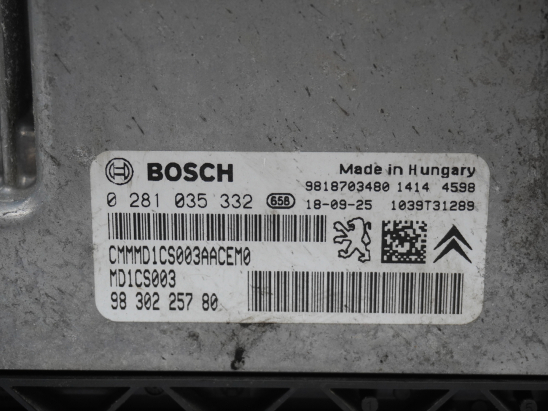 BOSCH
Made in Hungary
9818703480 1414 4598
0 281 035 332 658 18-09-25 1039T31289
CMMMD1CS003AACEM0
MD1CS003
98 302 257 80